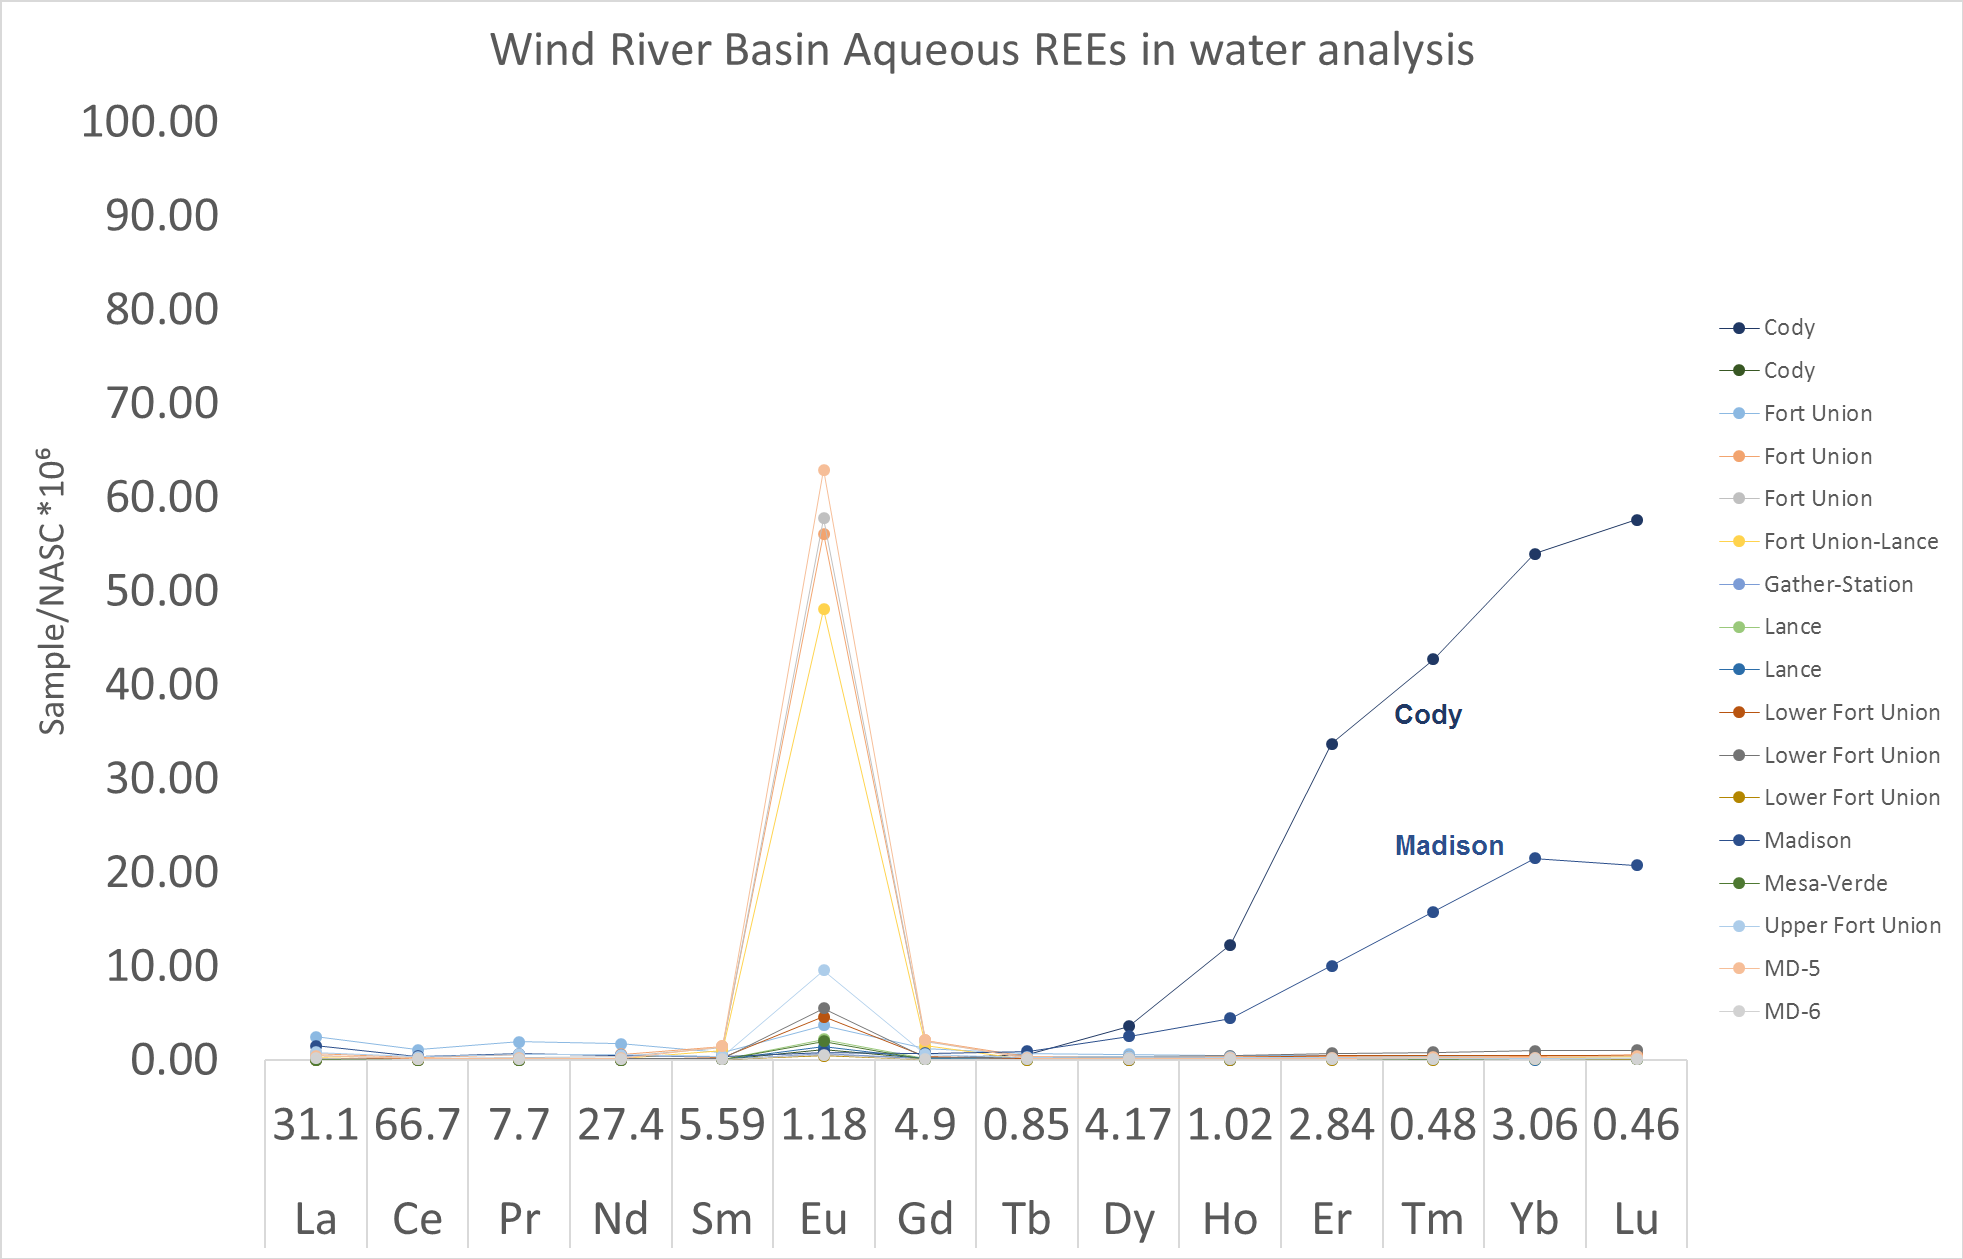 Wind River Basin Aqueous REEs in water analysis
Sample/NASC *10⁶
100.00
90.00
80.00
70.00
60.00
50.00
40.00
30.00
20.00
10.00
0.00
Cody
Madison
31.1 66.7 7.7 27.4 5.59 1.18 4.9 0.85 4.17 1.02 2.84 0.48 3.06 0.46
La Ce Pr Nd Sm Eu Gd Tb Dy Ho Er Tm Yb Lu
Cody
Cody
Fort Union
Fort Union
Fort Union
Fort Union-Lance
Gather-Station
Lance
Lance
Lower Fort Union
Lower Fort Union
Lower Fort Union
Madison
Mesa-Verde
Upper Fort Union
MD-5
MD-6